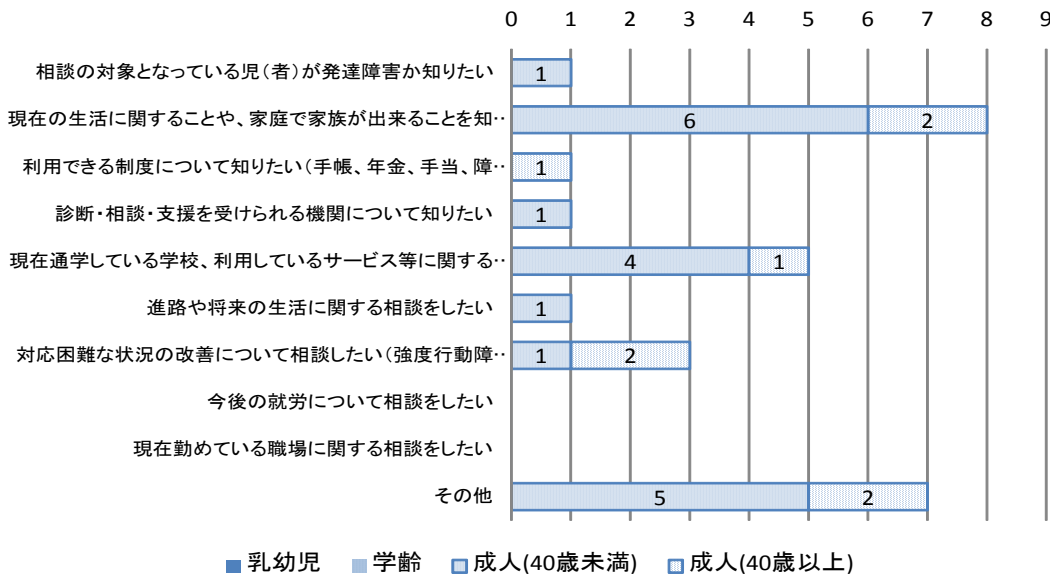 0 1 2 3 4 5 6 7 8 9
相談の対象となっている児(者)が発達障害か知りたい
1
現在の生活に関することや、家庭で家族が出来ることを知‥
6 2
利用できる制度について知りたい(手帳、年金、手当、障‥
1
診断・相談・支援を受けられる機関について知りたい
1
現在通学している学校、利用しているサービス等に関する‥
4 1
進路や将来の生活に関する相談をしたい
1
対応困難な状況の改善について相談したい(強度行動障‥
1 2
今後の就労について相談をしたい
現在勤めている職場に関する相談をしたい
その他
5 2
乳幼児 学齢 成人(40歳未満) 成人(40歳以上)